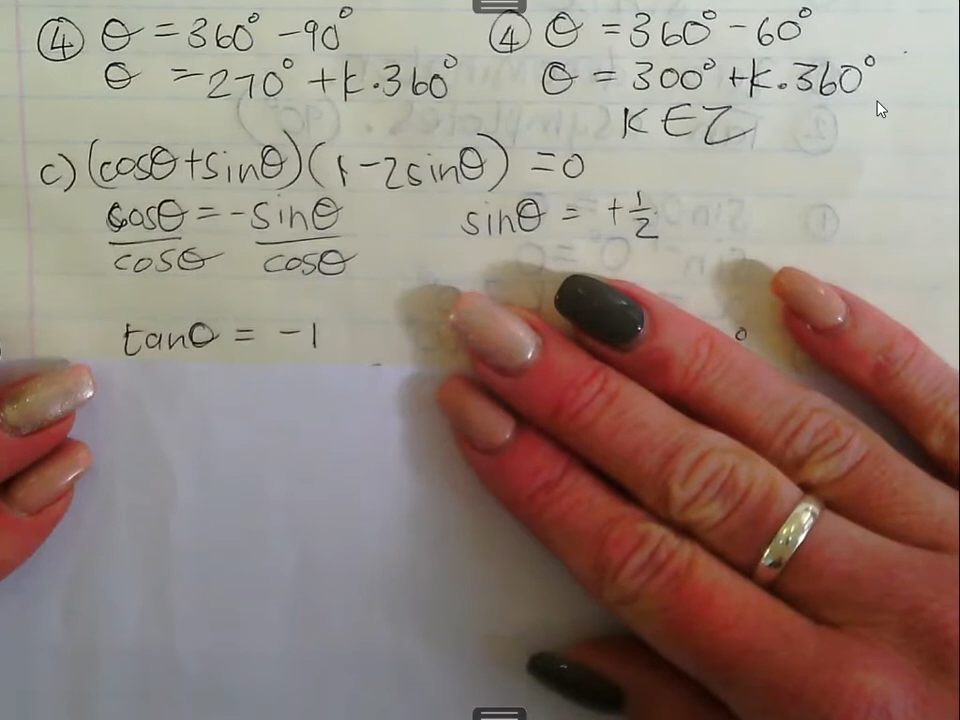 ④ θ = 360° - 90°
θ = 270° + k.360°
④ θ = 360° - 60°
θ = 300° + k.360°
K ∈ Z
c) (cosθ + sinθ)(1 - 2sinθ) = 0
cosθ = -sinθ
cosθ cosθ
sinθ = +1/2
tanθ = -1